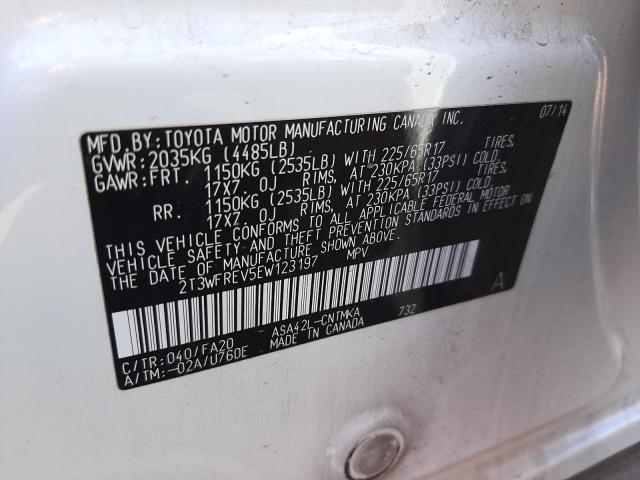 MFD. BY: TOYOTA MOTOR MANUFACTURING CANADA INC. 07/14
GVWR: 2035KG (4485LB)
GAWR: FRT. 1150KG (2535LB) WITH 225/65R17 TIRES,
17X7.0J RIMS, AT 230KPA (33PSI) COLD.
RR. 1150KG (2535LB) WITH 225/65R17 TIRES,
17X7.0J RIMS, AT 230KPA (33PSI) COLD.
THIS VEHICLE CONFORMS TO ALL APPLICABLE FEDERAL MOTOR
VEHICLE SAFETY AND THEFT PREVENTION STANDARDS IN EFFECT ON
THE DATE OF MANUFACTURE SHOWN ABOVE.
2T3WFREV5EW123197 MPV A
ASA42L-CNTMKA 732
C/TR: 040/FA20 MADE IN CANADA
A/TM: -02A/U760E